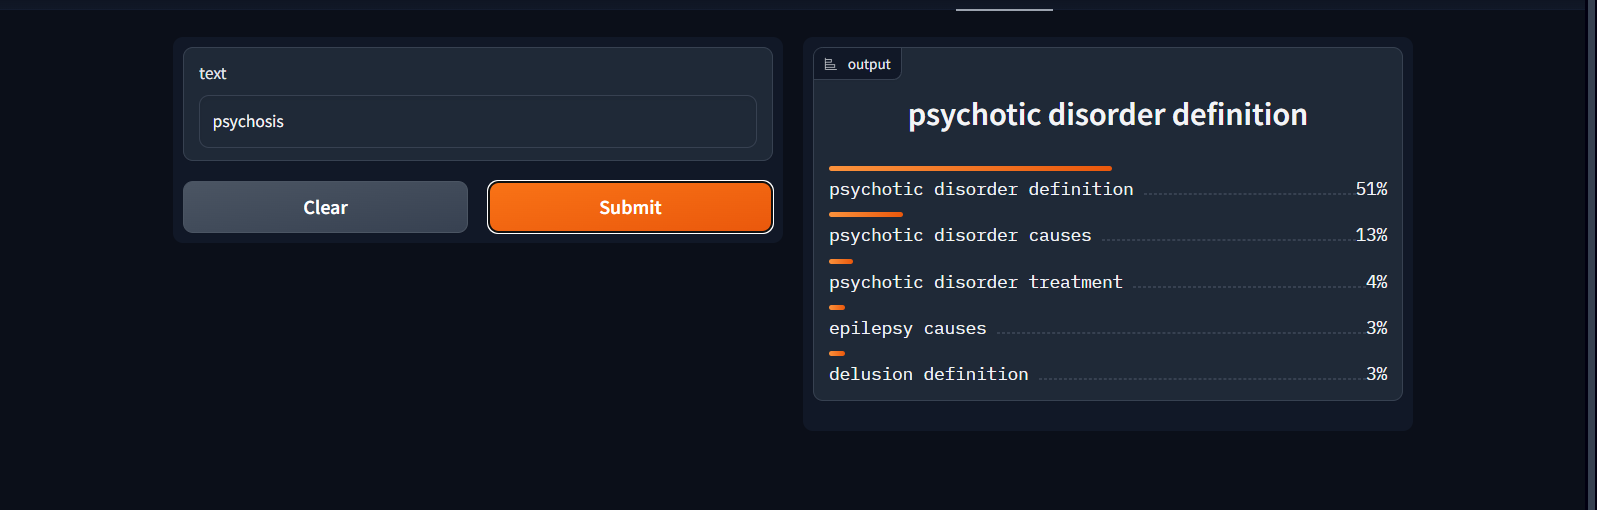 text
psychosis
Clear
Submit
output
psychotic disorder definition
psychotic disorder definition 51%
psychotic disorder causes 13%
psychotic disorder treatment 4%
epilepsy causes 3%
delusion definition 3%